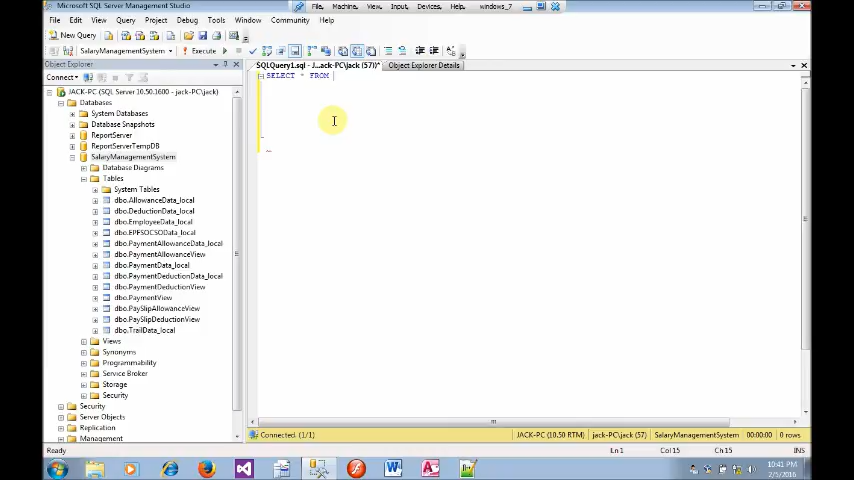 Microsoft SQL Server Management Studio
File, Machine, View, Input, Devices, Help, windows_7
File Edit View Query Project Debug Tools Window Community Help
New Query
SalaryManagementSystem Execute
Object Explorer
SQLQuery1.sql - J...ack-PC\jack (57))* Object Explorer Details
Connect
SELECT * FROM
JACK-PC (SQL Server 10.50.1600 - jack-PC\jack)
Databases
System Databases
Database Snapshots
ReportServer
ReportServerTempDB
SalaryManagementSystem
Database Diagrams
Tables
System Tables
dbo.AllowanceData_local
dbo.DeductionData_local
dbo.EmployeeData_local
dbo.EPFSOCSOData_local
dbo.PaymentAllowanceData_local
dbo.PaymentAllowanceView
dbo.PaymentData_local
dbo.PaymentDeductionData_local
dbo.PaymentDeductionView
dbo.PaymentView
dbo.PaySlipAllowanceView
dbo.PaySlipDeductionView
dbo.TrailData_local
Views
Synonyms
Programmability
Service Broker
Storage
Security
Security
Server Objects
Replication
Management
Connected. (1/1) JACK-PC (10.50 RTM) jack-PC\jack (57) SalaryManagementSystem 00:00:00 0 rows
Ready Ln 1 Col 15 Ch 15 INS
10:41 PM
2/5/2016